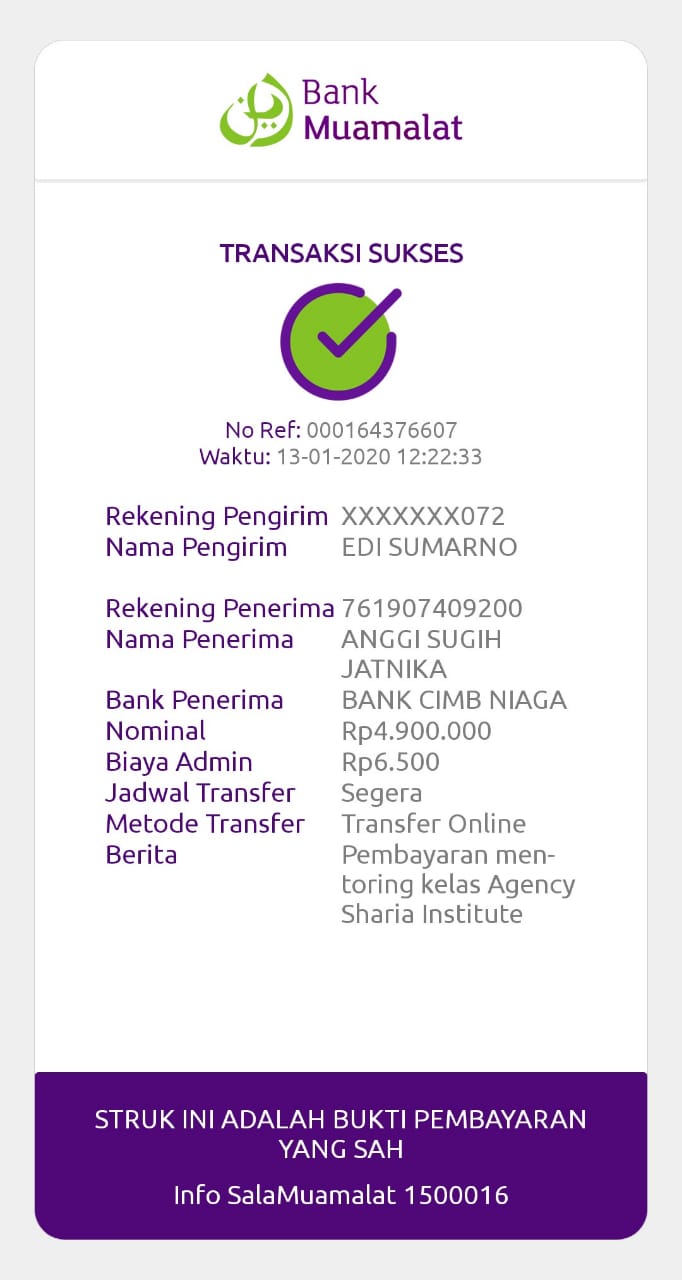 Bank
Muamalat
TRANSAKSI SUKSES
No Ref: 000164376607
Waktu: 13-01-2020 12:22:33
Rekening Pengirim XXXXXXX072
Nama Pengirim EDI SUMARNO
Rekening Penerima 761907409200
Nama Penerima ANGGI SUGIH
JATNIKA
Bank Penerima BANK CIMB NIAGA
Nominal Rp4.900.000
Biaya Admin Rp6.500
Jadwal Transfer Segera
Metode Transfer Transfer Online
Berita Pembayaran men-
toring kelas Agency
Sharia Institute
STRUK INI ADALAH BUKTI PEMBAYARAN
YANG SAH
Info SalaMuamalat 1500016